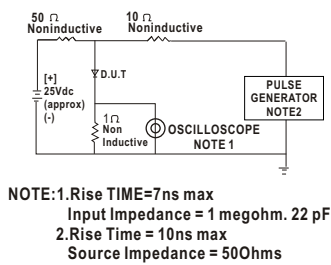 50 Ω
Noninductive
10 Ω
Noninductive
[+]
25Vdc
(approx)
(-)
D.U.T
1Ω
Non
Inductive
OSCILLOSCOPE
NOTE 1
PULSE
GENERATOR
NOTE2
NOTE:1.Rise TIME=7ns max
Input Impedance = 1 megohm. 22 pF
2.Rise Time = 10ns max
Source Impedance = 50Ohms